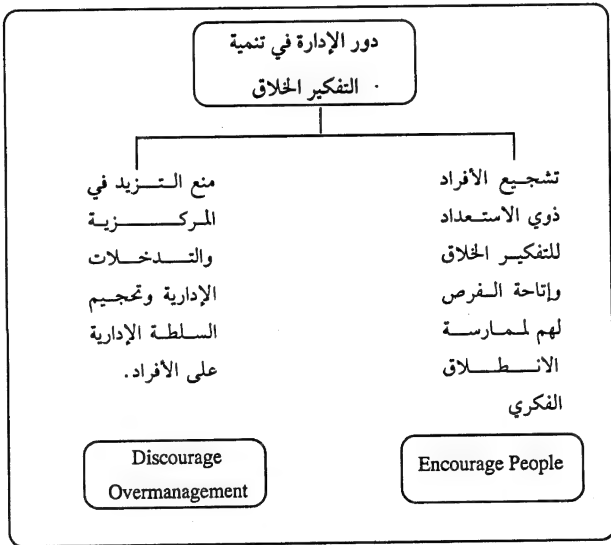 دور الإدارة في تنمية
التفكير الخلاق
تشجيع الأفراد
ذوي الاستعداد
للتفكير الخلاق
وإتاحة الفرص
لهم لممارسة
الانطلاق
الفكري
Encourage People
منع التزيد في
المركزية
والتدخلات
الإدارية وتحجيم
السلطة الإدارية
على الأفراد.
Discourage
Overmanagement